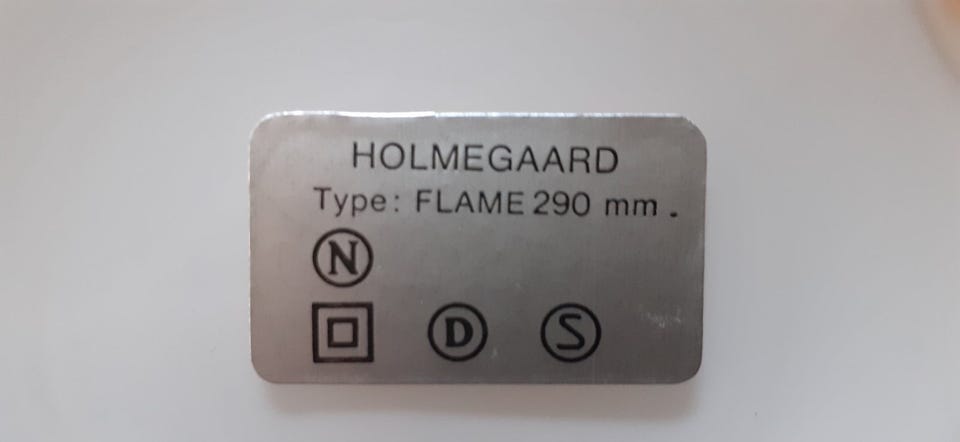 HOLMEGAARD
Type: FLAME 290 mm.
N
D S